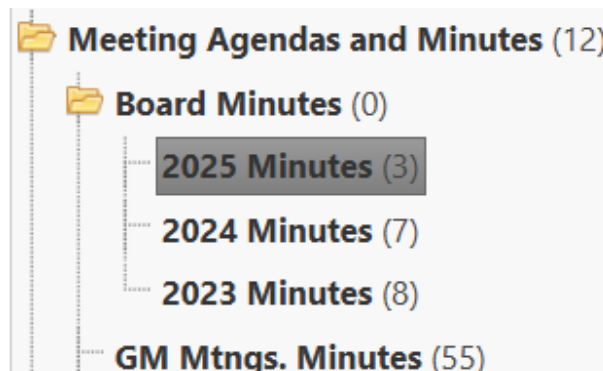 Meeting Agendas and Minutes (12)
Board Minutes (0)
2025 Minutes (3)
2024 Minutes (7)
2023 Minutes (8)
GM Mtngs. Minutes (55)